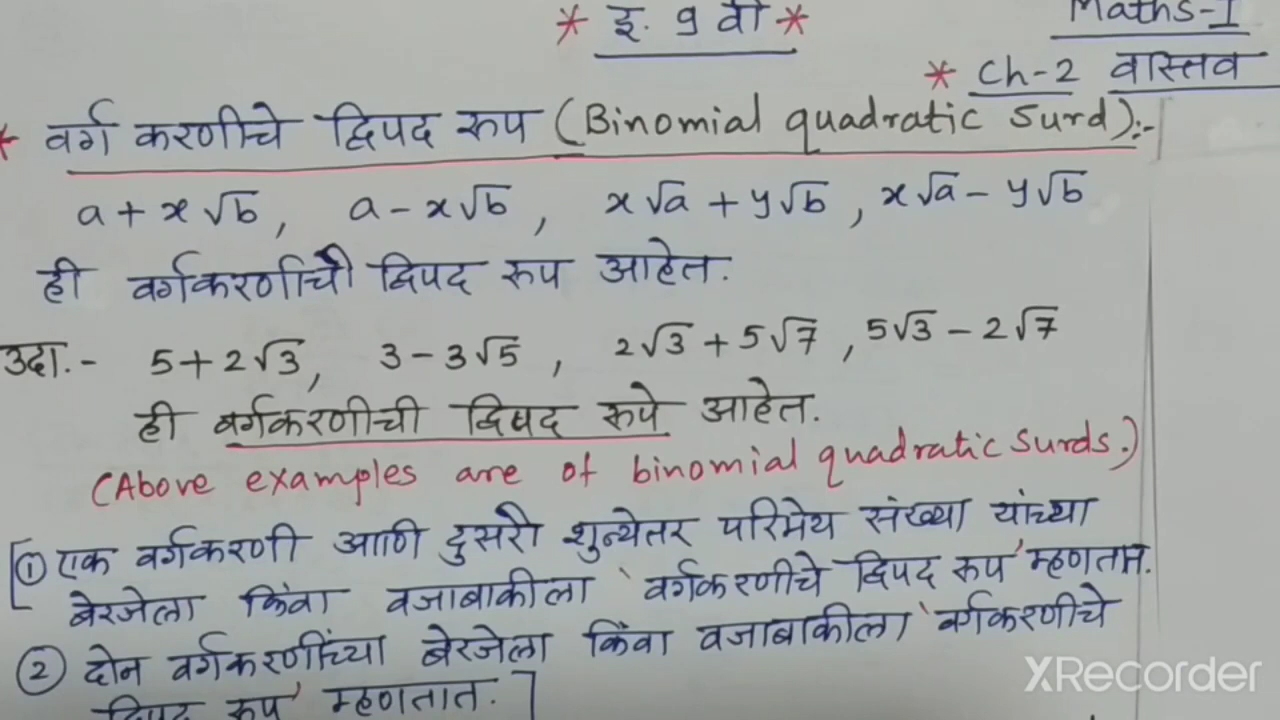 * इ. 9 वी *
Maths-I
* Ch-2 वास्तव
* वर्ग करणीचे द्विपद रूप (Binomial quadratic Surd):-
a + x√b, a - x√b, x√a + y√b, x√a - y√b
ही वर्गकरणीची द्विपद रूप आहेत.
उदा.- 5+2√3, 3-3√5, 2√3+5√7, 5√3-2√7
ही वर्गकरणीची द्विपद रूपे आहेत.
(Above examples are of binomial quadratic surds.)
[① एक वर्गकरणी आणि दुसरी शुन्येतर परिमेय संख्या यांच्या
बेरजेला किंवा वजाबाकीला 'वर्गकरणीचे द्विपद रूप' म्हणतात.
② दोन वर्गकरणींच्या बेरजेला किंवा वजाबाकीला 'वर्गकरणीचे
द्विपद रूप' म्हणतात.]
XRecorder